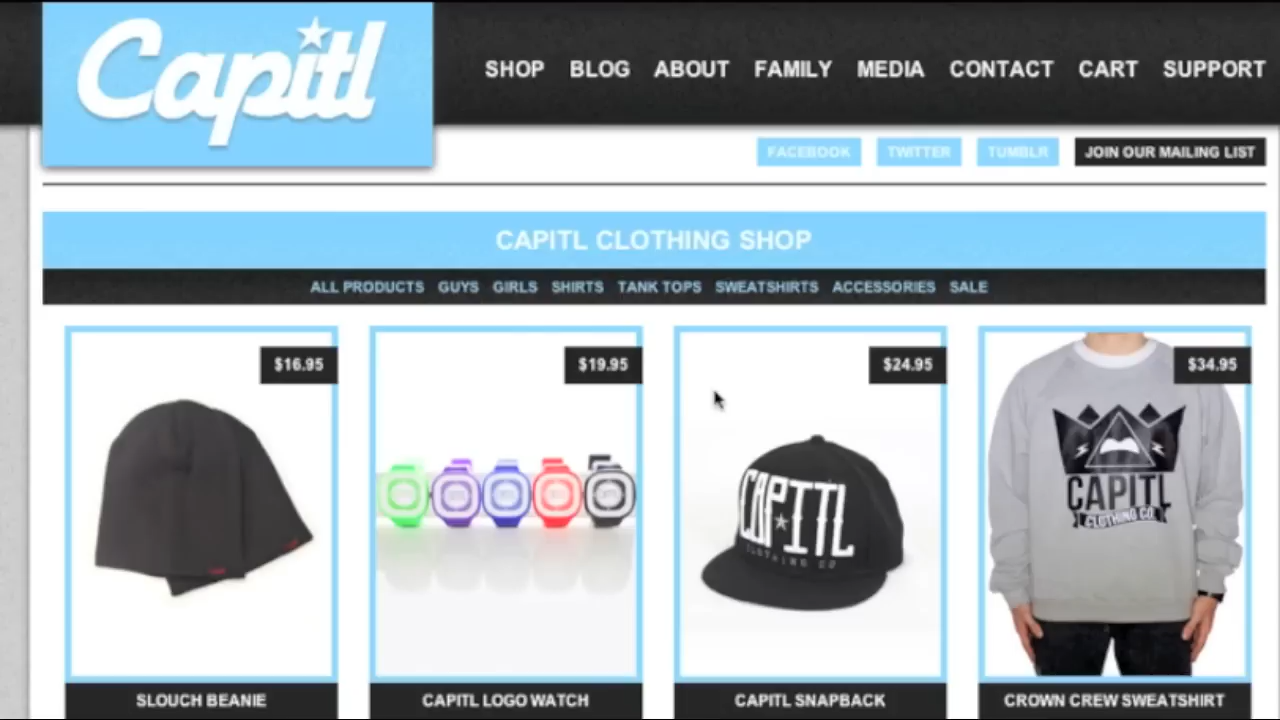 Capitl
SHOP BLOG ABOUT FAMILY MEDIA CONTACT CART SUPPORT
FACEBOOK TWITTER TUMBLR JOIN OUR MAILING LIST
CAPITL CLOTHING SHOP
ALL PRODUCTS GUYS GIRLS SHIRTS TANK TOPS SWEATSHIRTS ACCESSORIES SALE
$16.95 $19.95 $24.95 $34.95
CAPITL
CLOTHING CO
CAPITL
CLOTHING CO.
SLOUCH BEANIE CAPITL LOGO WATCH CAPITL SNAPBACK CROWN CREW SWEATSHIRT